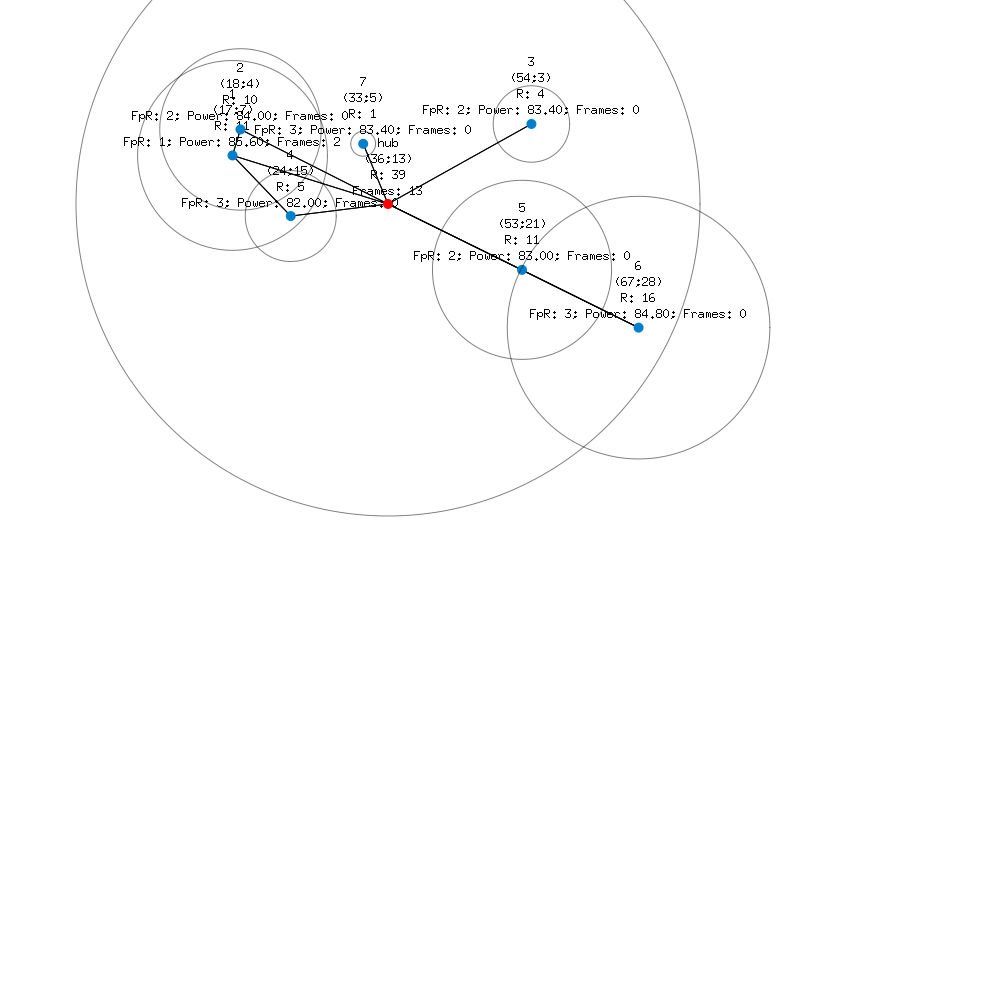 2
(18;4)
R: 10
FpR: 2; Power: 84.00; Frames: 0
1
(17;7)
R: 11
FpR: 1; Power: 85.60; Frames: 2
7
(33;5)
R: 1
FpR: 3; Power: 83.40; Frames: 0
3
(54;3)
R: 4
FpR: 2; Power: 83.40; Frames: 0
hub
(36;13)
R: 39
Frames: 13
4
(24;15)
R: 5
FpR: 3; Power: 82.00; Frames: 0
5
(53;21)
R: 11
FpR: 2; Power: 83.00; Frames: 0
6
(67;28)
R: 16
FpR: 3; Power: 84.80; Frames: 0